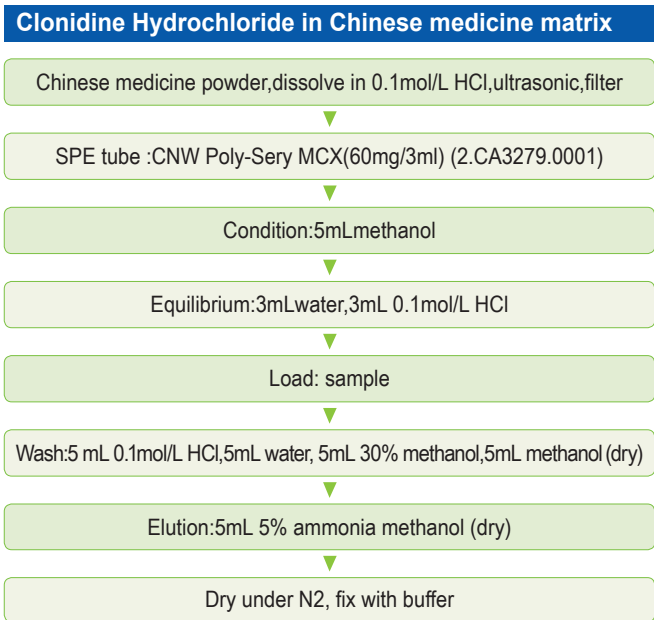 Clonidine Hydrochloride in Chinese medicine matrix
Chinese medicine powder,dissolve in 0.1mol/L HCl,ultrasonic,filter
SPE tube :CNW Poly-Sery MCX(60mg/3ml) (2.CA3279.0001)
Condition:5mLmethanol
Equilibrium:3mLwater,3mL 0.1mol/L HCl
Load: sample
Wash:5 mL 0.1mol/L HCl,5mL water, 5mL 30% methanol,5mL methanol (dry)
Elution:5mL 5% ammonia methanol (dry)
Dry under N2, fix with buffer